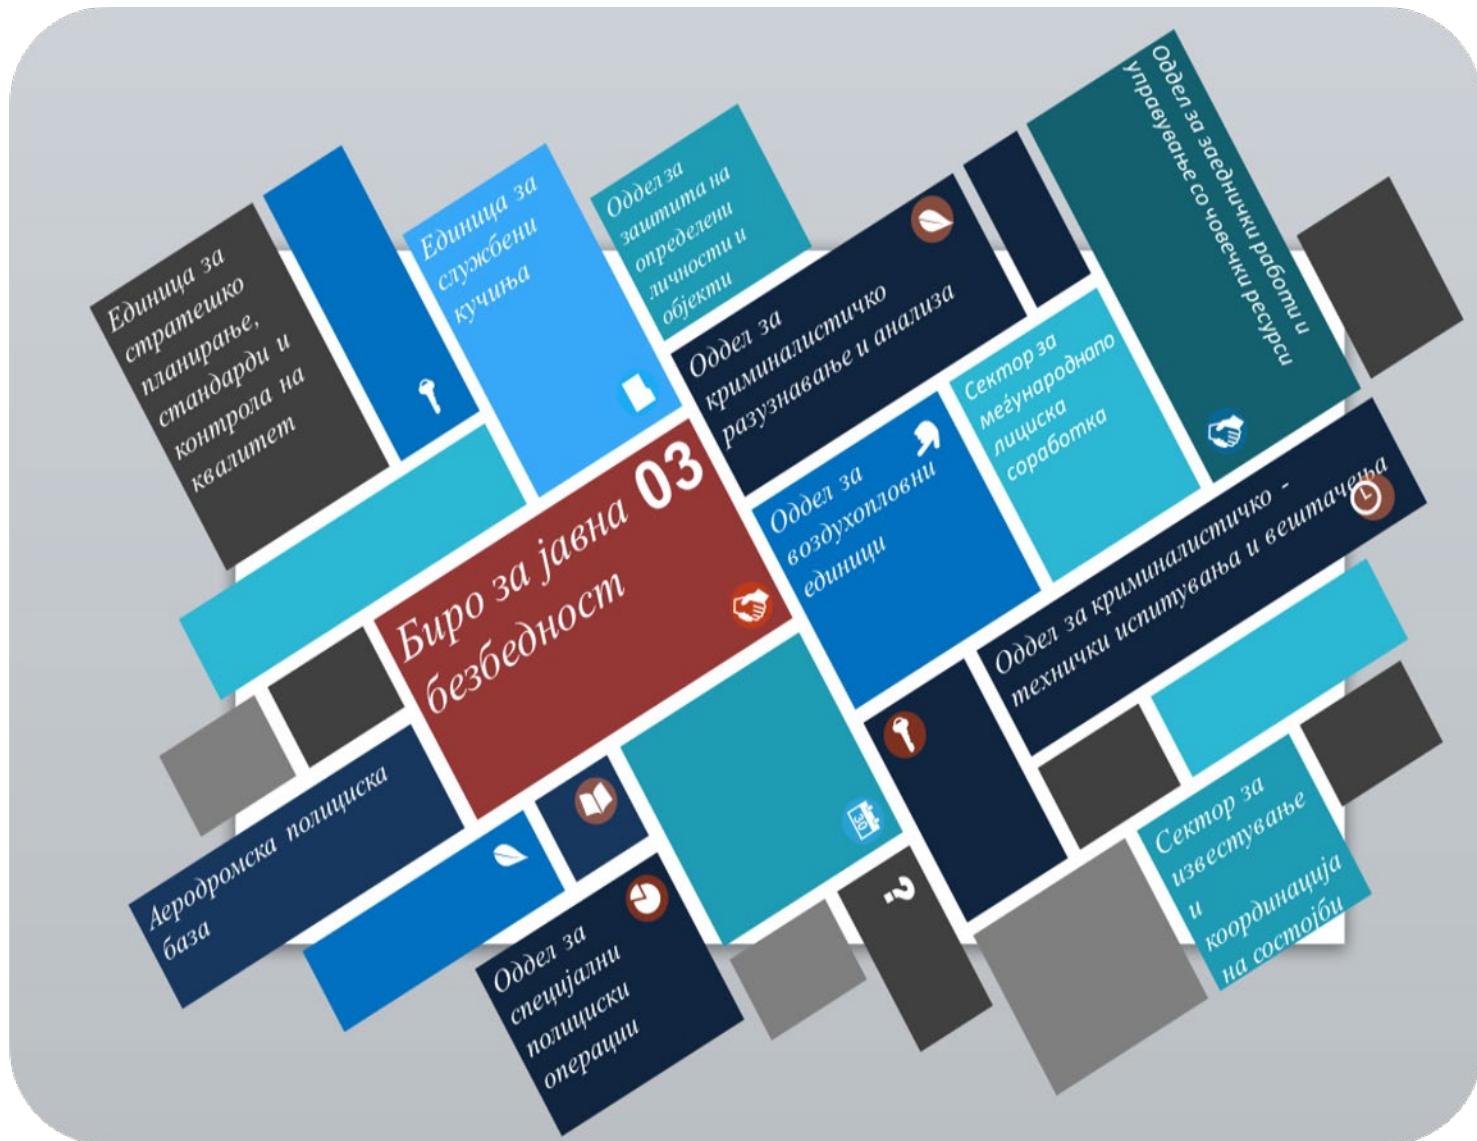 Единица за
стратешко
планирање,
стандарди и
контрола на
квалитет
Единица за
службени
кучиња
Оддел за
заштита на
определени
личности и
објекти
Оддел за
криминалистичко
разузнавање и анализа
Оддел за заеднички работи и
управување со човечки ресурси
Сектор за
меѓународнапо
лициска
соработка
Оддел за
воздухопловни
единици
03
Биро за јавна
безбедност
Оддел за криминалистичко -
технички испитувања и вештачења
Аеродромска полициска
база
30
Оддел за
специјални
полициски
операции
?
Сектор за
известување
и
координација
на состојби